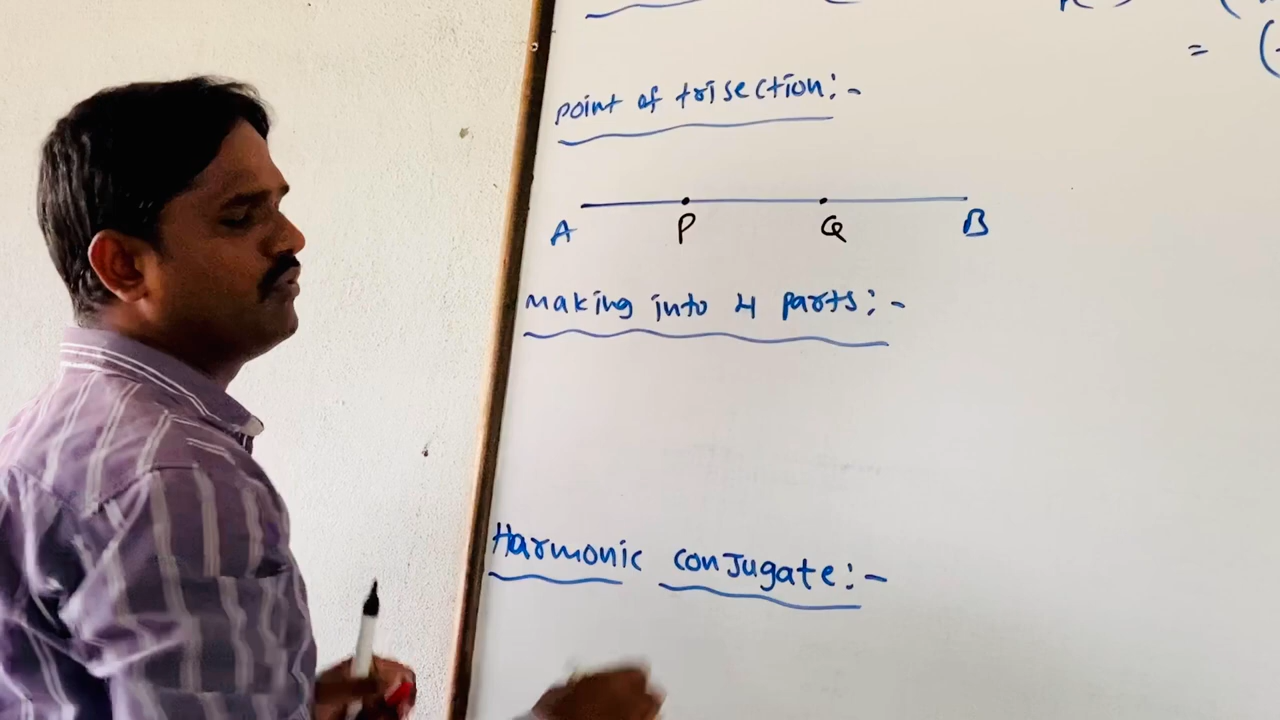 =
point of trisection:-
A P Q B
making into 4 parts:-
Harmonic conjugate:-